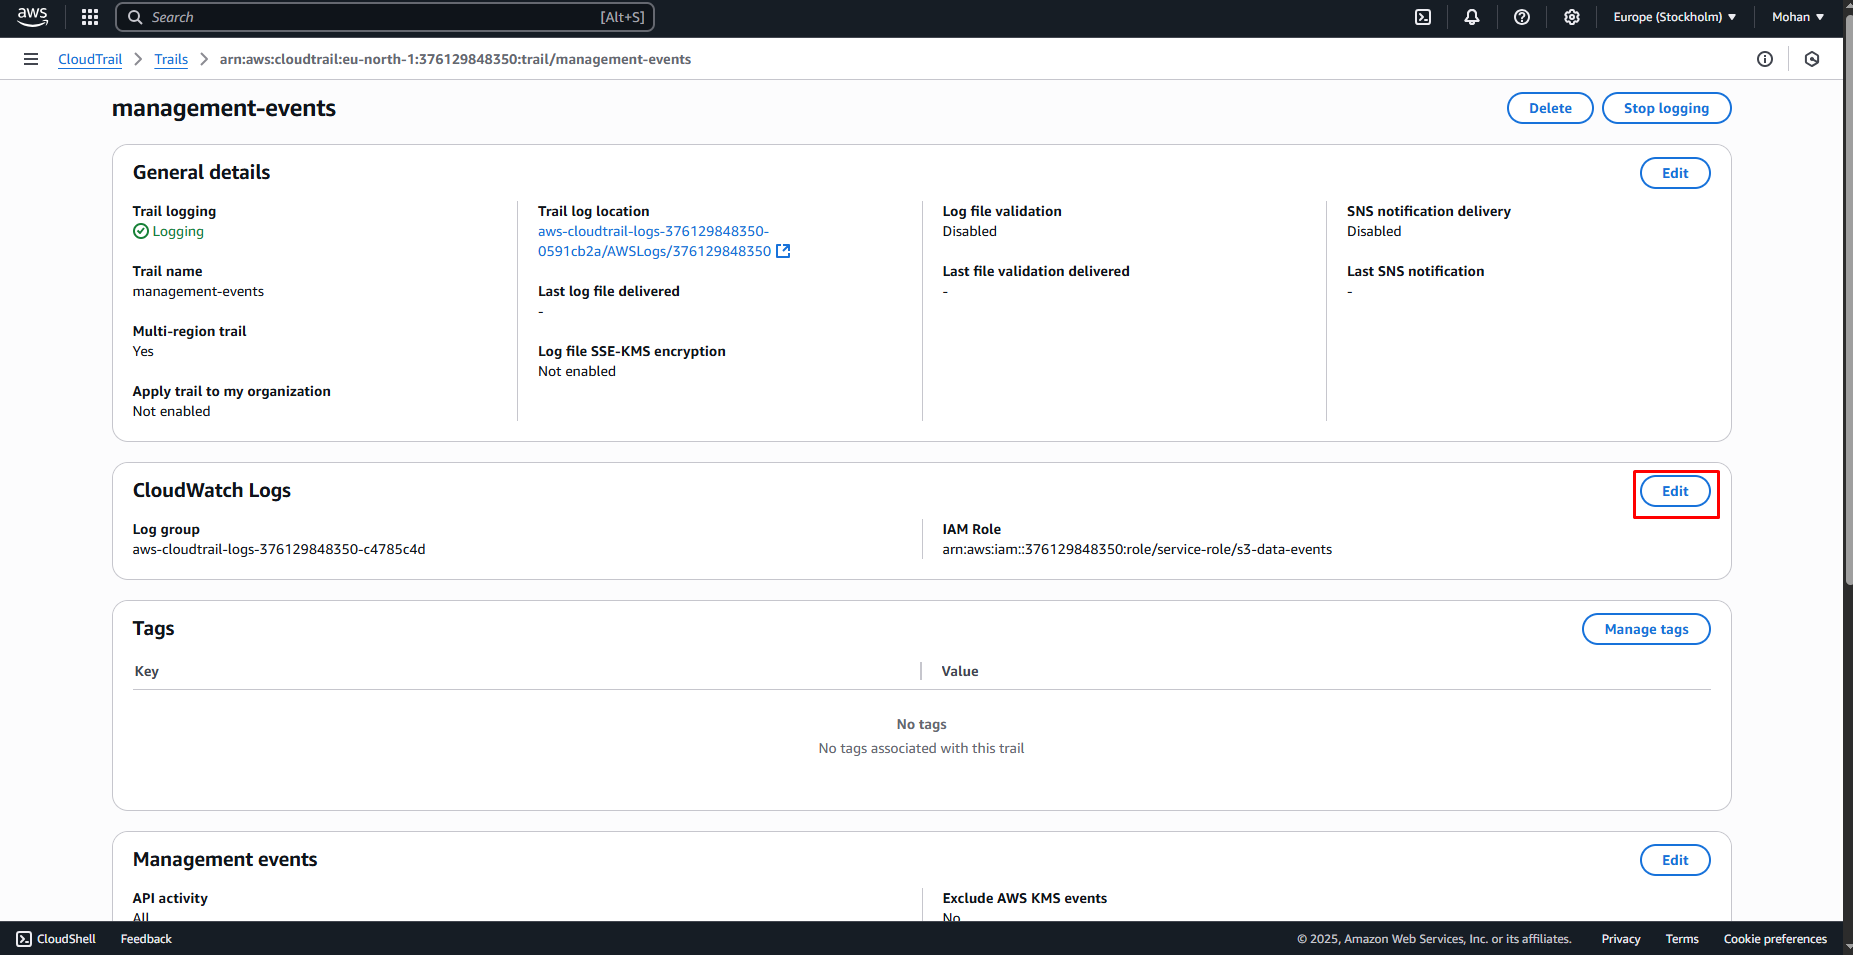 aws
Search [Alt+S]
Europe (Stockholm) Mohan
CloudTrail Trails arn:aws:cloudtrail:eu-north-1:376129848350:trail/management-events
management-events
Delete Stop logging
General details
Edit
Trail logging
Logging
Trail name
management-events
Multi-region trail
Yes
Apply trail to my organization
Not enabled
Trail log location
aws-cloudtrail-logs-376129848350-
0591cb2a/AWSLogs/376129848350
Last log file delivered
-
Log file SSE-KMS encryption
Not enabled
Log file validation
Disabled
Last file validation delivered
-
SNS notification delivery
Disabled
Last SNS notification
-
CloudWatch Logs
Edit
Log group
aws-cloudtrail-logs-376129848350-c4785c4d
IAM Role
arn:aws:iam::376129848350:role/service-role/s3-data-events
Tags
Manage tags
Key Value
No tags
No tags associated with this trail
Management events
Edit
API activity
All
Exclude AWS KMS events
No
CloudShell Feedback © 2025, Amazon Web Services, Inc. or its affiliates. Privacy Terms Cookie preferences